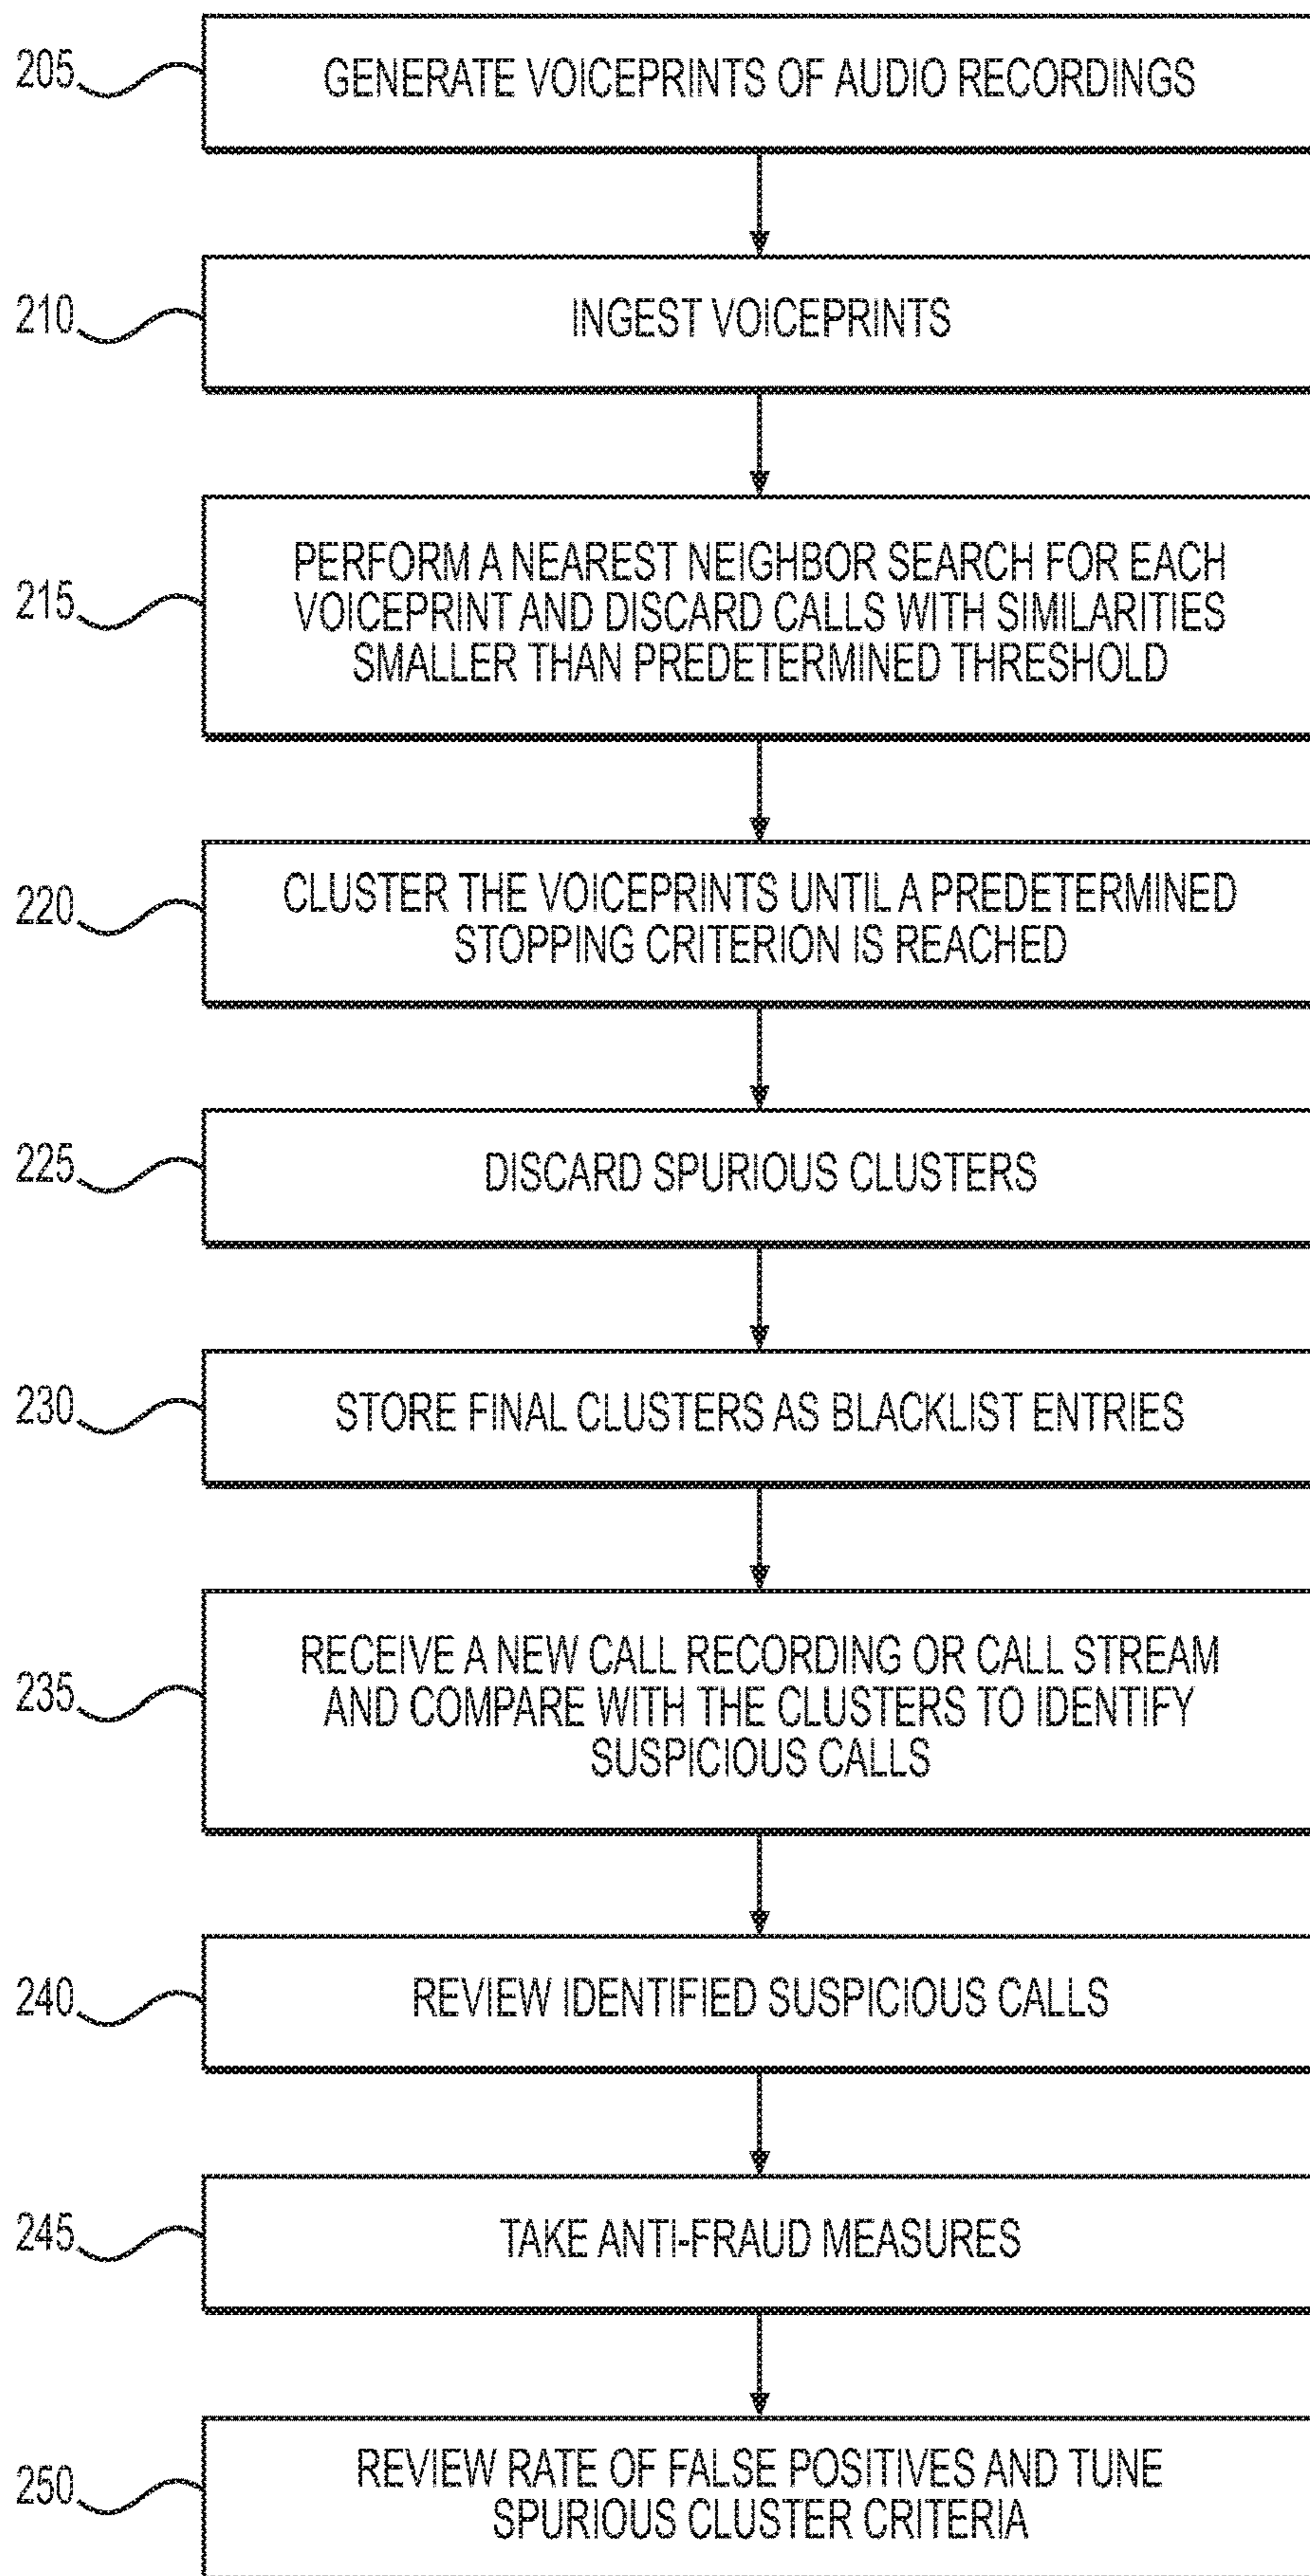 205
GENERATE VOICEPRINTS OF AUDIO RECORDINGS
210
INGEST VOICEPRINTS
215
PERFORM A NEAREST NEIGHBOR SEARCH FOR EACH
VOICEPRINT AND DISCARD CALLS WITH SIMILARITIES
SMALLER THAN PREDETERMINED THRESHOLD
220
CLUSTER THE VOICEPRINTS UNTIL A PREDETERMINED
STOPPING CRITERION IS REACHED
225
DISCARD SPURIOUS CLUSTERS
230
STORE FINAL CLUSTERS AS BLACKLIST ENTRIES
235
RECEIVE A NEW CALL RECORDING OR CALL STREAM
AND COMPARE WITH THE CLUSTERS TO IDENTIFY
SUSPICIOUS CALLS
240
REVIEW IDENTIFIED SUSPICIOUS CALLS
245
TAKE ANTI-FRAUD MEASURES
250
REVIEW RATE OF FALSE POSITIVES AND TUNE
SPURIOUS CLUSTER CRITERIA